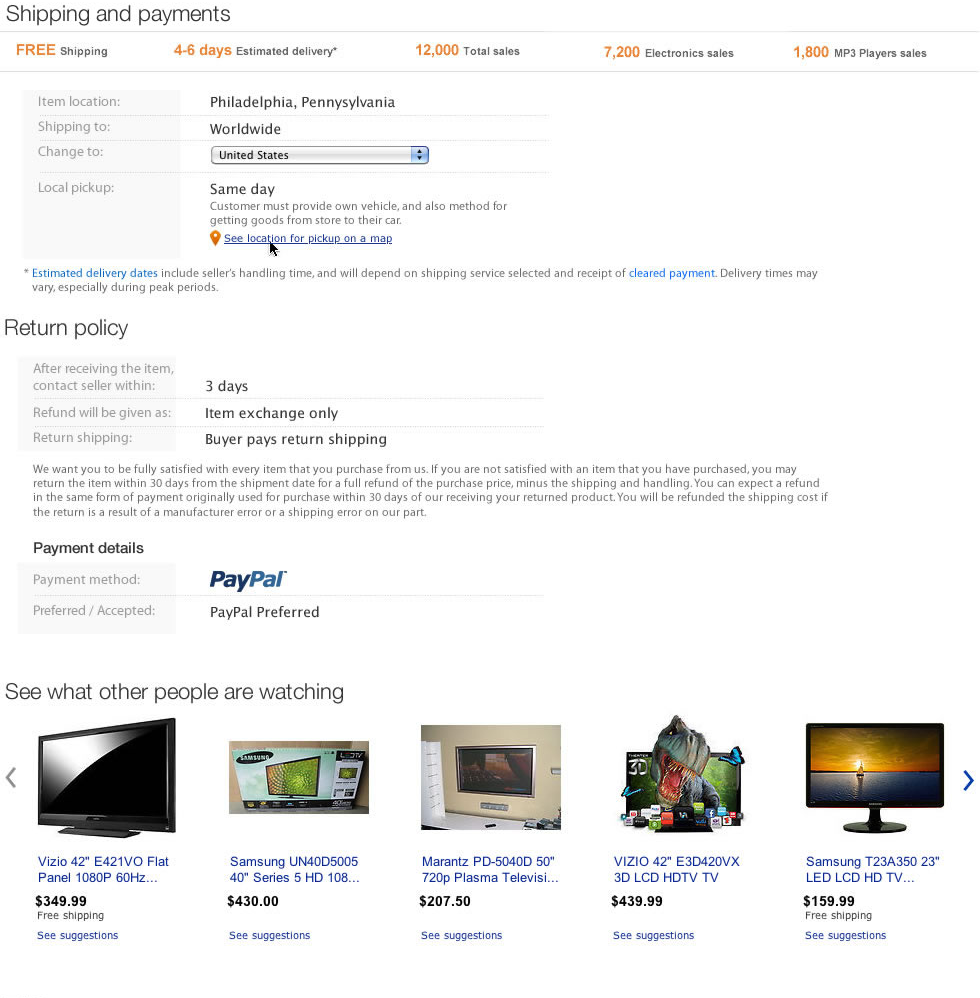 Shipping and payments
FREE Shipping
4-6 days Estimated delivery*
12,000 Total sales
7,200 Electronics sales
1,800 MP3 Players sales
Item location:
Philadelphia, Pennysylvania
Shipping to:
Worldwide
Change to:
United States
Local pickup:
Same day
Customer must provide own vehicle, and also method for
getting goods from store to their car.
See location for pickup on a map
* Estimated delivery dates include seller's handling time, and will depend on shipping service selected and receipt of cleared payment. Delivery times may
vary, especially during peak periods.
Return policy
After receiving the item,
contact seller within:
3 days
Refund will be given as:
Item exchange only
Return shipping:
Buyer pays return shipping
We want you to be fully satisfied with every item that you purchase from us. If you are not satisfied with an item that you have purchased, you may
return the item within 30 days from the shipment date for a full refund of the purchase price, minus the shipping and handling. You can expect a refund
in the same form of payment originally used for purchase within 30 days of our receiving your returned product. You will be refunded the shipping cost if
the return is a result of a manufacturer error or a shipping error on our part.
Payment details
Payment method:
PayPal
Preferred / Accepted:
PayPal Preferred
See what other people are watching
SAMSUNG
LED TV
THEATER
3D
Vizio 42" E421VO Flat
Panel 1080P 60Hz...
$349.99
Free shipping
See suggestions
Samsung UN40D5005
40" Series 5 HD 108...
$430.00
See suggestions
Marantz PD-5040D 50"
720p Plasma Televisi...
$207.50
See suggestions
VIZIO 42" E3D420VX
3D LCD HDTV TV
$439.99
See suggestions
Samsung T23A350 23"
LED LCD HD TV...
$159.99
Free shipping
See suggestions